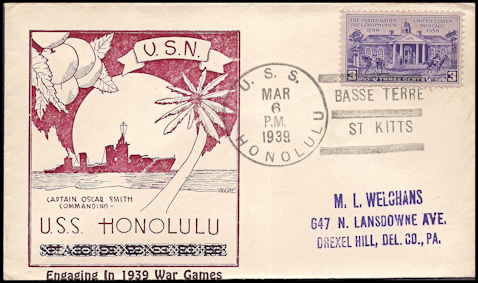 U.S.N.
CAPTAIN OSCAR SMITH
COMMANDING-
U.S.S. HONOLULU
Engaging In 1939 War Games
U. S. S. HONOLULU
MAR
6
P.M.
1939
BASSE TERRE
ST KITTS
THE STATES RATIFY
THE CONSTITUTION
UNITED STATES
POSTAGE
1788 1938
3 THREE CENTS 3
M. L. WELCHANS
647 N. LANSDOWNE AVE.
DREXEL HILL, DEL. CO., PA.